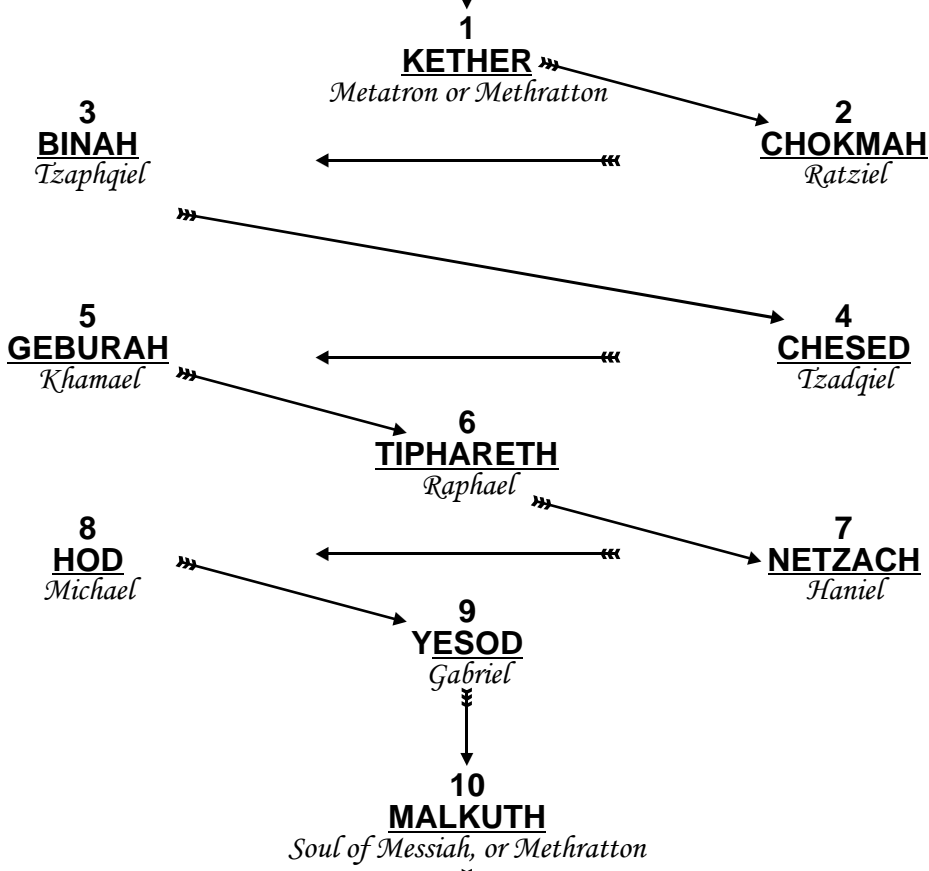 1
KETHER
Metatron or Methratton
2
CHOKMAH
Ratziel
3
BINAH
Tzaphqiel
4
CHESED
Tzadqiel
5
GEBURAH
Khamael
6
TIPHARETH
Raphael
7
NETZACH
Haniel
8
HOD
Michael
9
YESOD
Gabriel
10
MALKUTH
Soul of Messiah, or Methratton